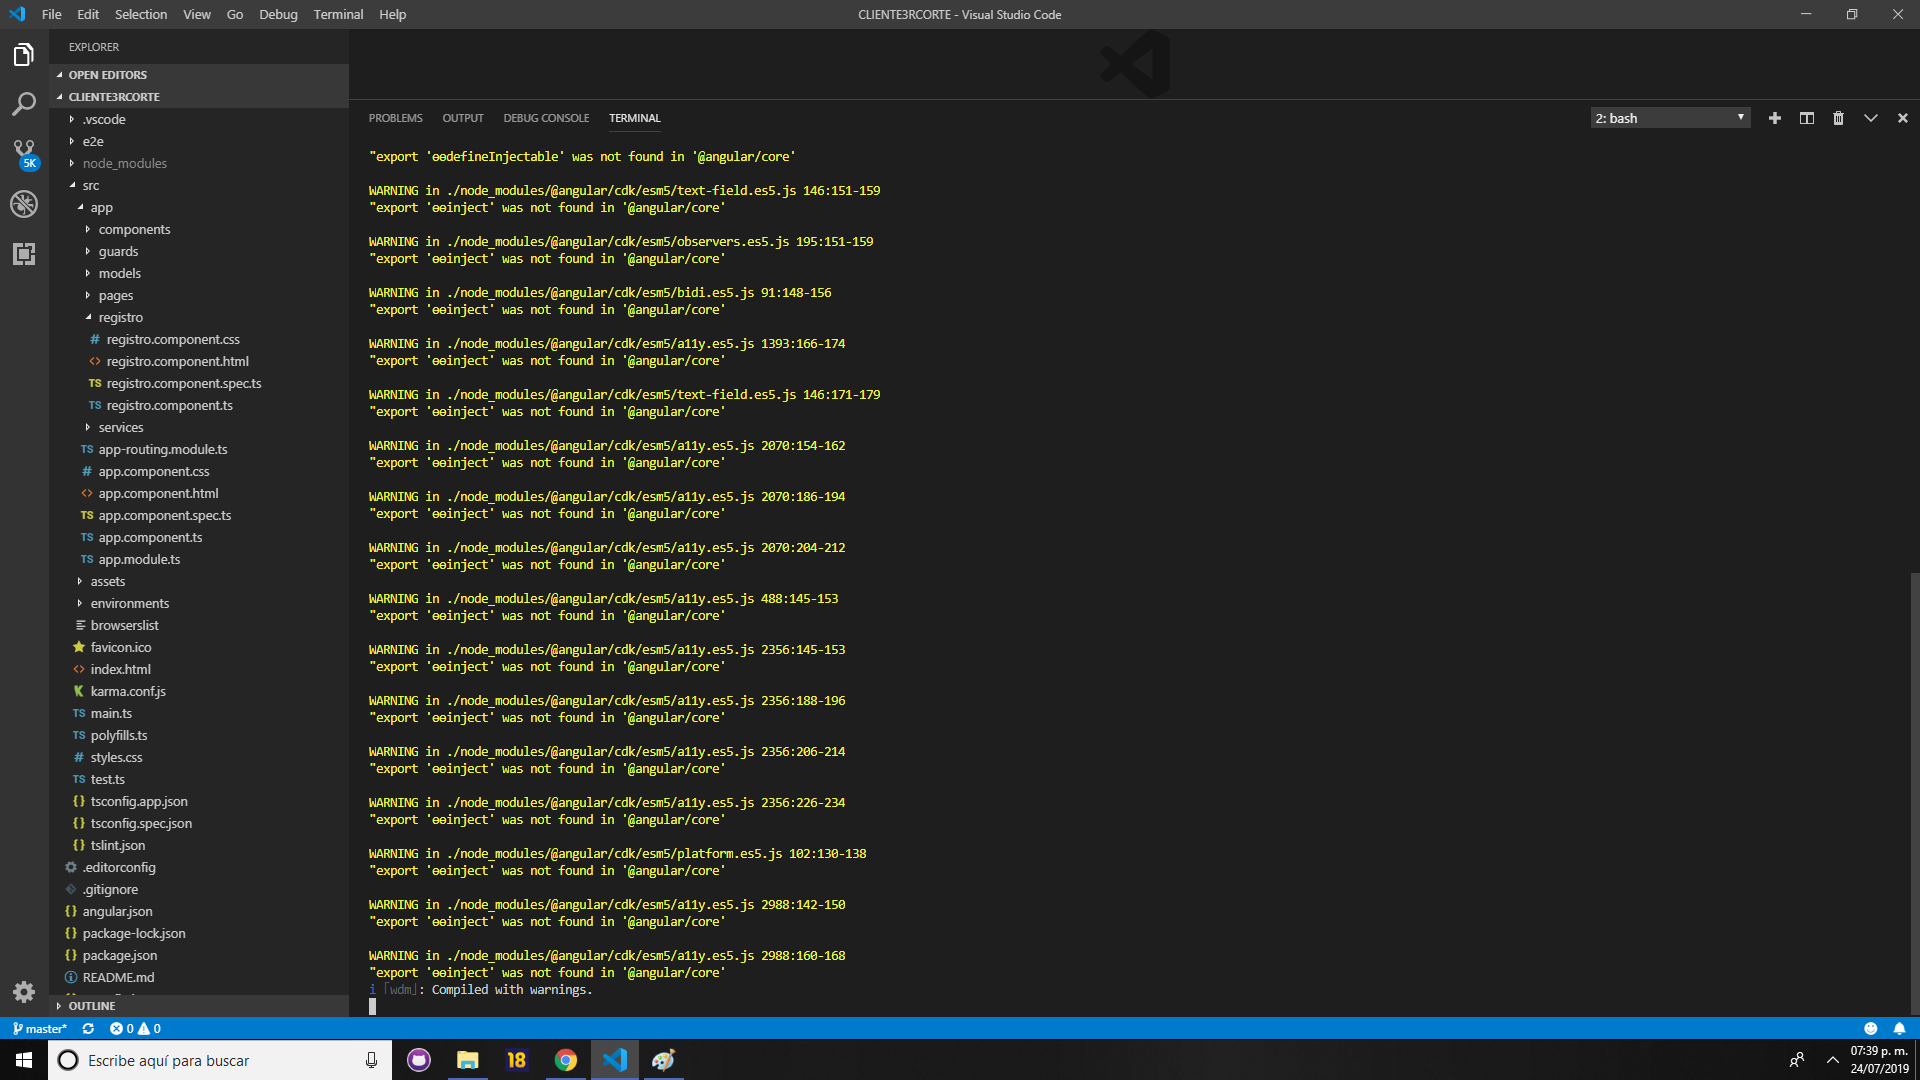 File Edit Selection View Go Debug Terminal Help
CLIENTE3RCORTE - Visual Studio Code
EXPLORER
OPEN EDITORS
CLIENTE3RCORTE
.vscode
e2e
node_modules
src
app
components
guards
models
pages
registro
registro.component.css
registro.component.html
registro.component.spec.ts
registro.component.ts
services
app-routing.module.ts
app.component.css
app.component.html
app.component.spec.ts
app.component.ts
app.module.ts
assets
environments
browserslist
favicon.ico
index.html
karma.conf.js
main.ts
polyfills.ts
styles.css
test.ts
tsconfig.app.json
tsconfig.spec.json
tslint.json
.editorconfig
.gitignore
angular.json
package-lock.json
package.json
README.md
OUTLINE
5K
PROBLEMS OUTPUT DEBUG CONSOLE TERMINAL
2: bash
"export 'ɵɵdefineInjectable' was not found in '@angular/core'
WARNING in ./node_modules/@angular/cdk/esm5/text-field.es5.js 146:151-159
"export 'ɵɵinject' was not found in '@angular/core'
WARNING in ./node_modules/@angular/cdk/esm5/observers.es5.js 195:151-159
"export 'ɵɵinject' was not found in '@angular/core'
WARNING in ./node_modules/@angular/cdk/esm5/bidi.es5.js 91:148-156
"export 'ɵɵinject' was not found in '@angular/core'
WARNING in ./node_modules/@angular/cdk/esm5/a11y.es5.js 1393:166-174
"export 'ɵɵinject' was not found in '@angular/core'
WARNING in ./node_modules/@angular/cdk/esm5/text-field.es5.js 146:171-179
"export 'ɵɵinject' was not found in '@angular/core'
WARNING in ./node_modules/@angular/cdk/esm5/a11y.es5.js 2070:154-162
"export 'ɵɵinject' was not found in '@angular/core'
WARNING in ./node_modules/@angular/cdk/esm5/a11y.es5.js 2070:186-194
"export 'ɵɵinject' was not found in '@angular/core'
WARNING in ./node_modules/@angular/cdk/esm5/a11y.es5.js 2070:204-212
"export 'ɵɵinject' was not found in '@angular/core'
WARNING in ./node_modules/@angular/cdk/esm5/a11y.es5.js 488:145-153
"export 'ɵɵinject' was not found in '@angular/core'
WARNING in ./node_modules/@angular/cdk/esm5/a11y.es5.js 2356:145-153
"export 'ɵɵinject' was not found in '@angular/core'
WARNING in ./node_modules/@angular/cdk/esm5/a11y.es5.js 2356:188-196
"export 'ɵɵinject' was not found in '@angular/core'
WARNING in ./node_modules/@angular/cdk/esm5/a11y.es5.js 2356:206-214
"export 'ɵɵinject' was not found in '@angular/core'
WARNING in ./node_modules/@angular/cdk/esm5/a11y.es5.js 2356:226-234
"export 'ɵɵinject' was not found in '@angular/core'
WARNING in ./node_modules/@angular/cdk/esm5/platform.es5.js 102:130-138
"export 'ɵɵinject' was not found in '@angular/core'
WARNING in ./node_modules/@angular/cdk/esm5/a11y.es5.js 2988:142-150
"export 'ɵɵinject' was not found in '@angular/core'
WARNING in ./node_modules/@angular/cdk/esm5/a11y.es5.js 2988:160-168
"export 'ɵɵinject' was not found in '@angular/core'
i ｢wdm｣: Compiled with warnings.
master* 0 0
Escribe aquí para buscar
18
07:39 p. m.
24/07/2019